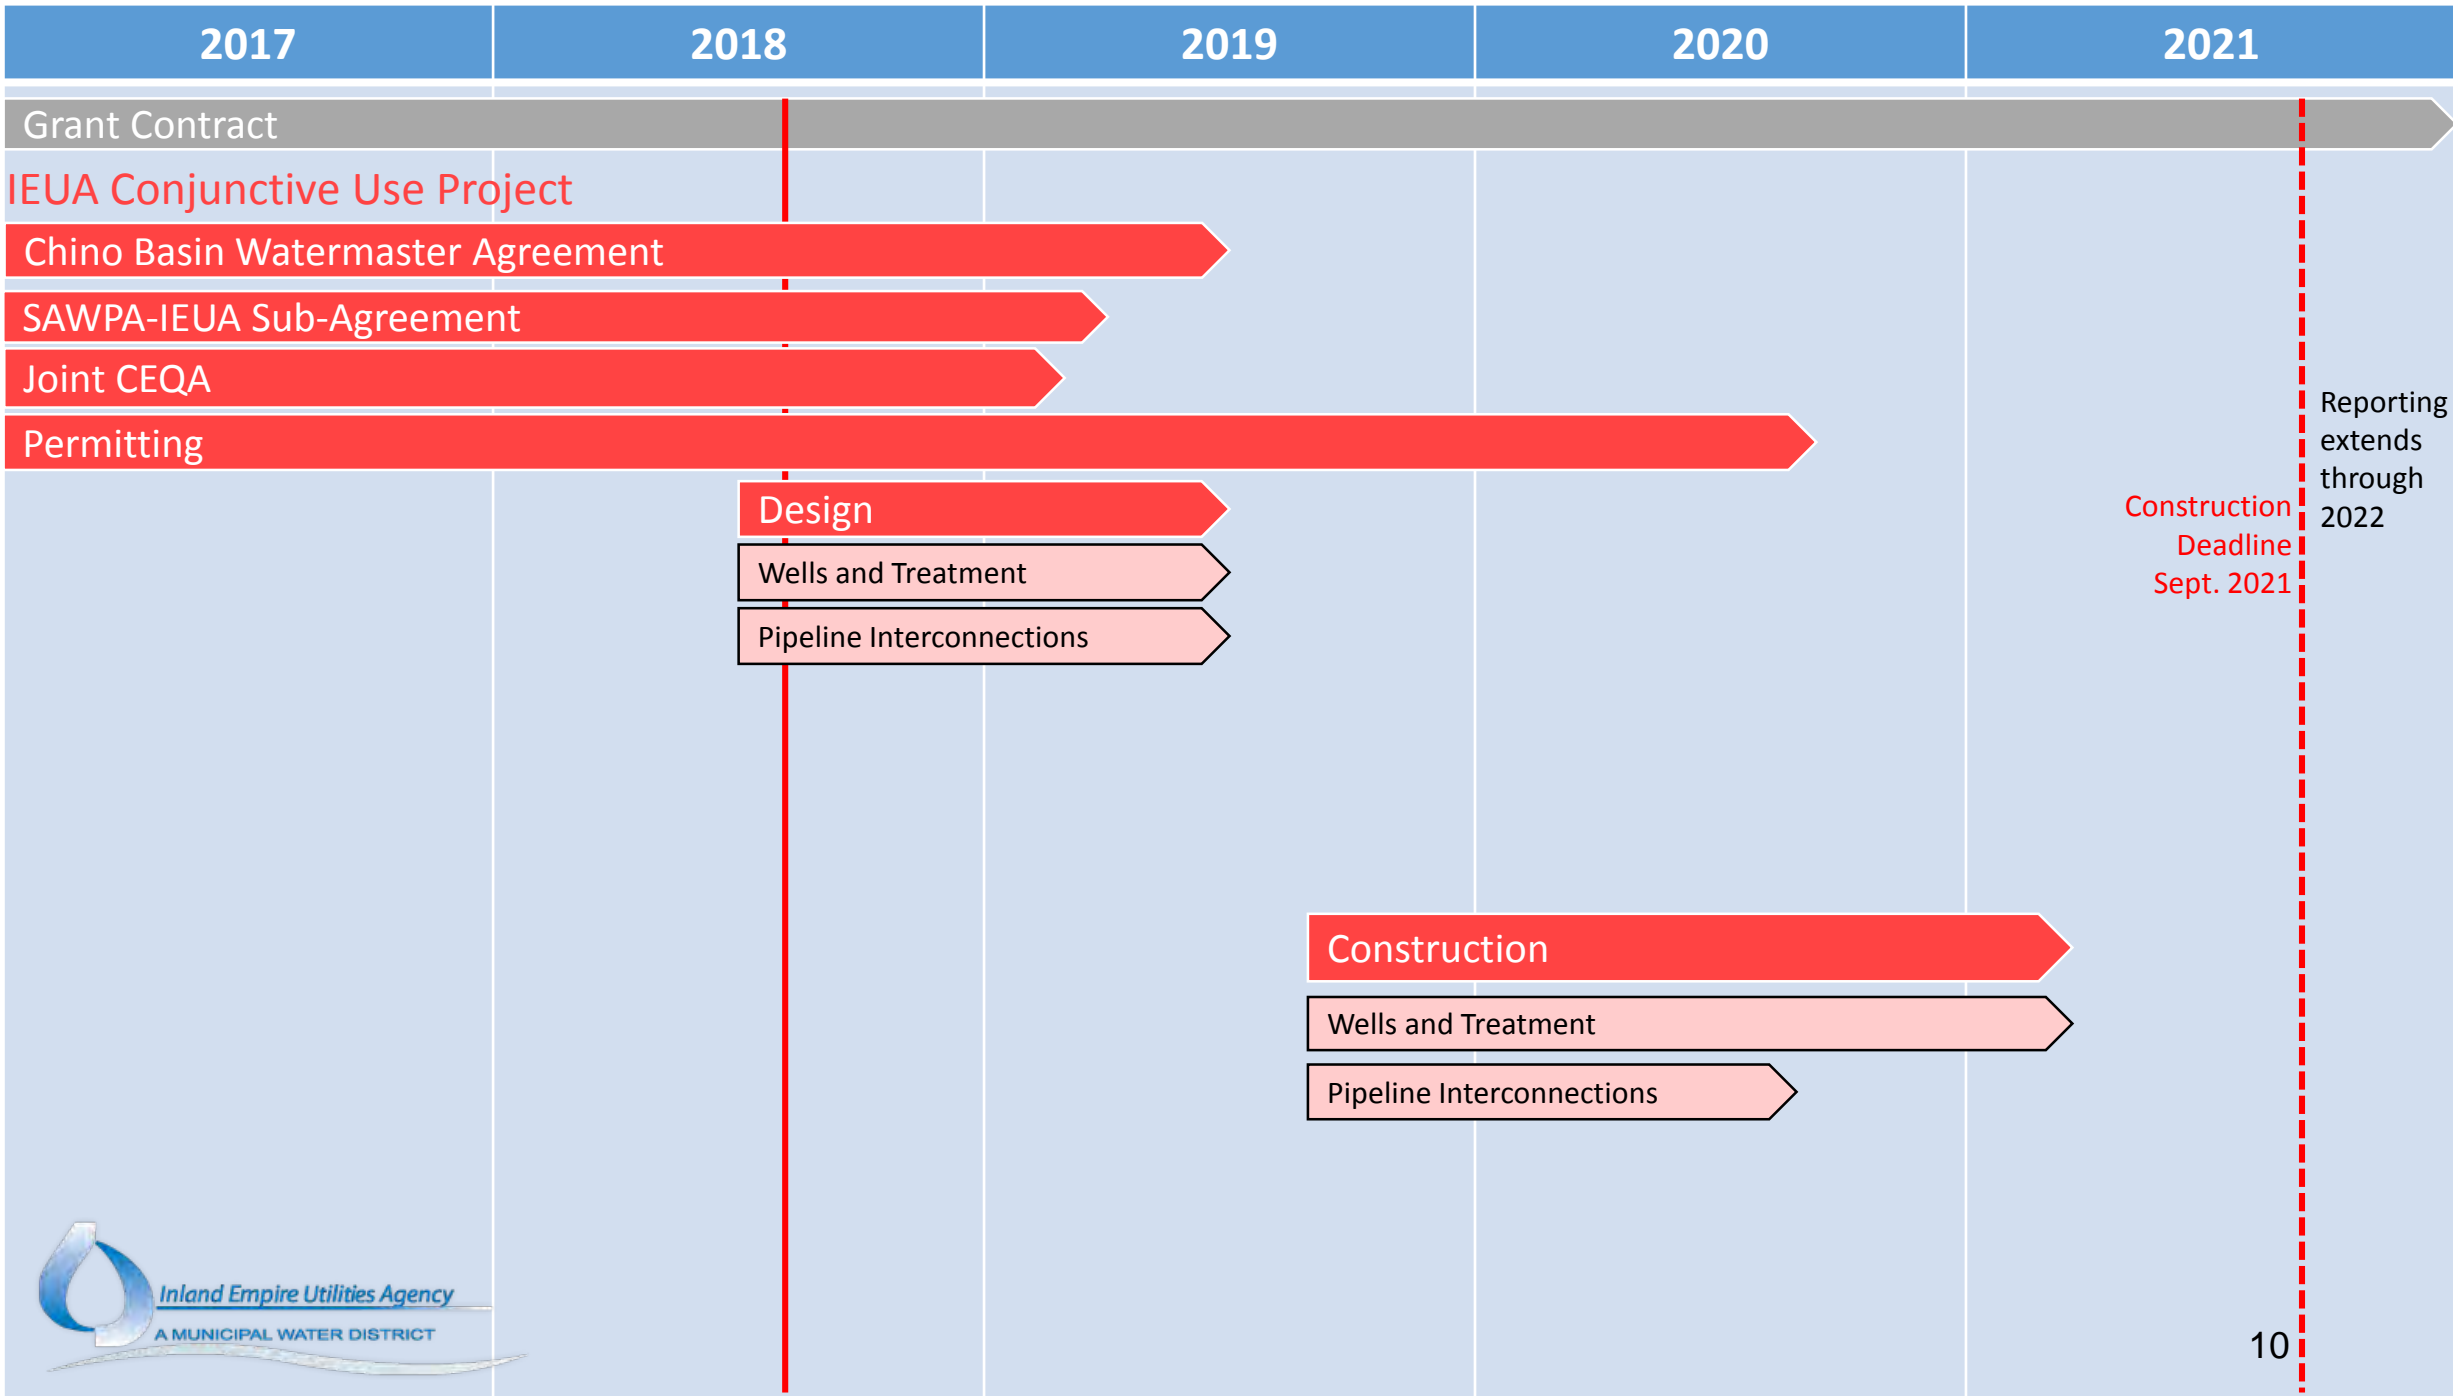 2017 2018 2019 2020 2021
Grant Contract
IEUA Conjunctive Use Project
Chino Basin Watermaster Agreement
SAWPA-IEUA Sub-Agreement
Joint CEQA
Permitting
Design
Wells and Treatment
Pipeline Interconnections
Reporting
extends
through
2022
Construction
Deadline
Sept. 2021
Construction
Wells and Treatment
Pipeline Interconnections
Inland Empire Utilities Agency
A MUNICIPAL WATER DISTRICT
10